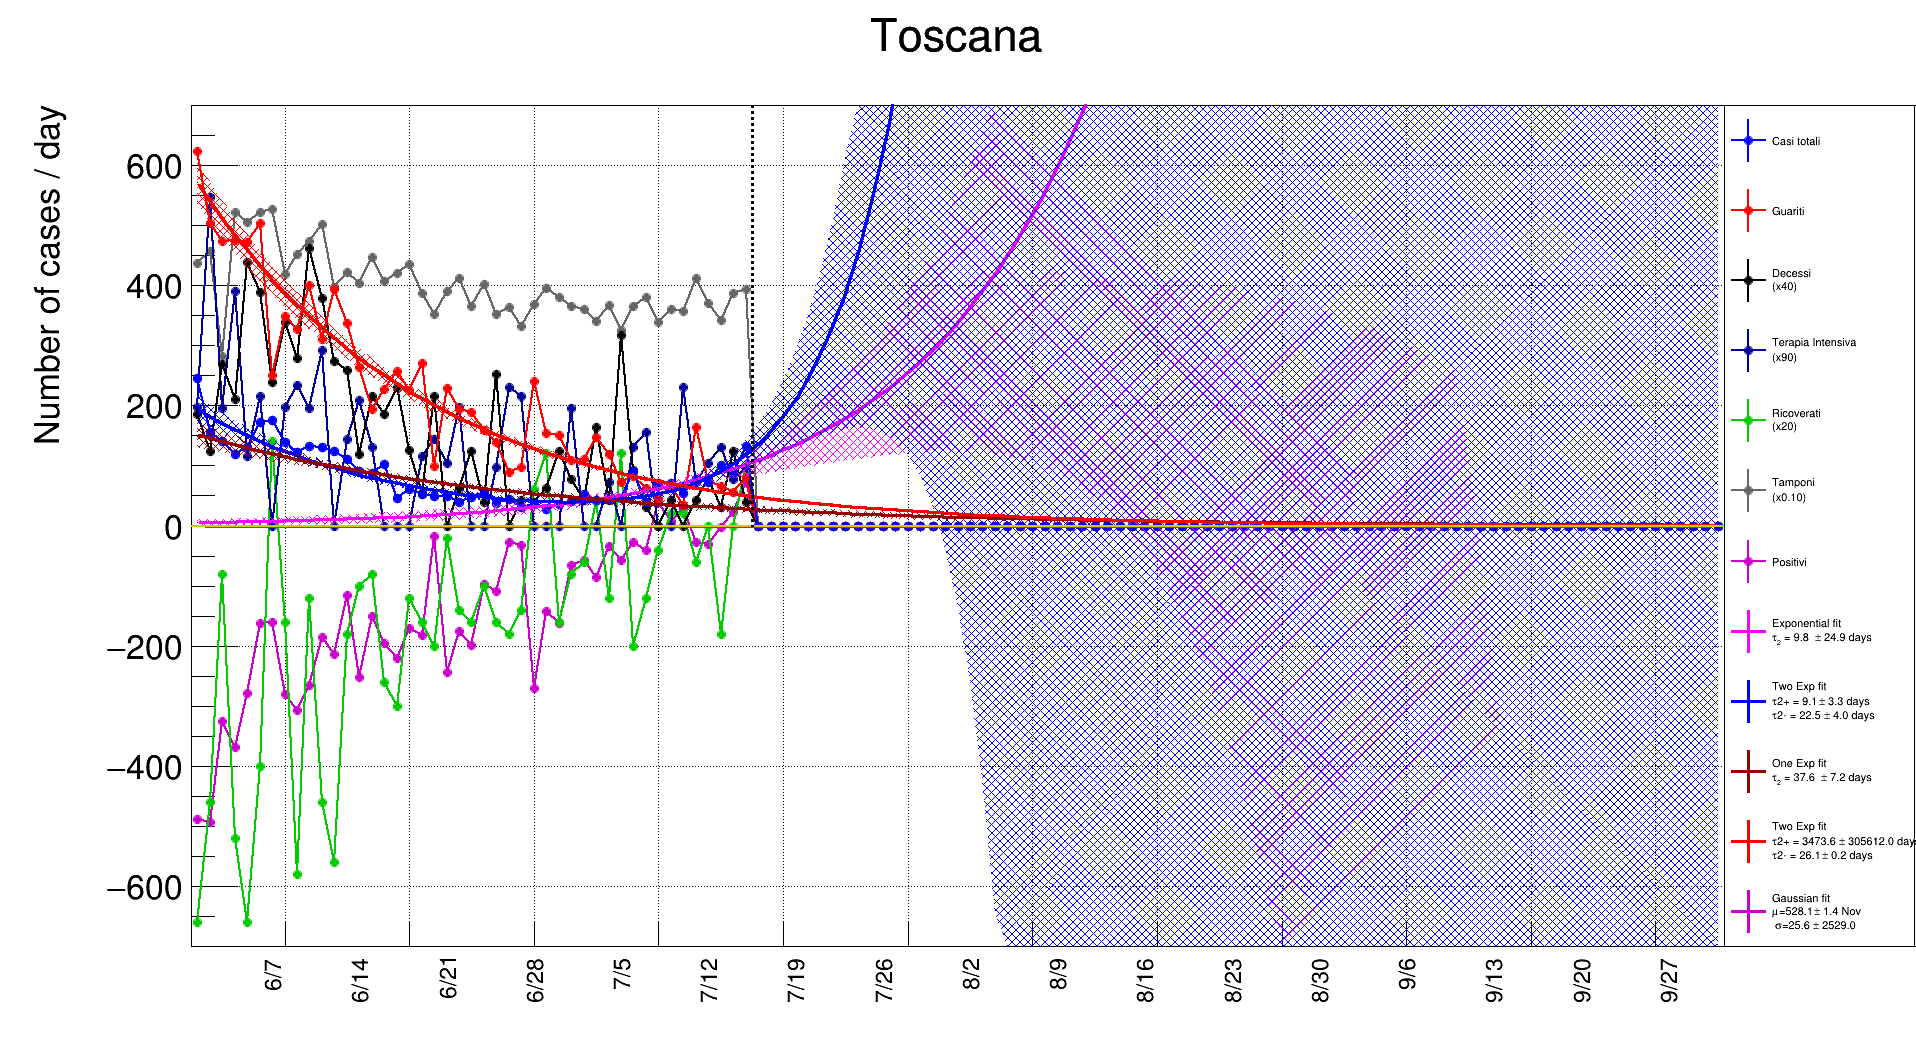 Toscana
Number of cases / day
600
400
200
0
−200
−400
−600
6/7
6/14
6/21
6/28
7/5
7/12
7/19
7/26
8/2
8/9
8/16
8/23
8/30
9/6
9/13
9/20
9/27
Casi totali
Guariti
Decessi
(x40)
Terapia Intensiva
(x90)
Ricoverati
(x20)
Tamponi
(x0.10)
Positivi
Exponential fit
τ2 = 9.8 ± 24.9 days
Two Exp fit
τ2+ = 9.1 ± 3.3 days
τ2- = 22.5 ± 4.0 days
One Exp fit
τ2 = 37.6 ± 7.2 days
Two Exp fit
τ2+ = 3473.6 ± 305612.0 day
τ2- = 26.1 ± 0.2 days
Gaussian fit
μ=528.1 ± 1.4 Nov
σ=25.6 ± 2529.0